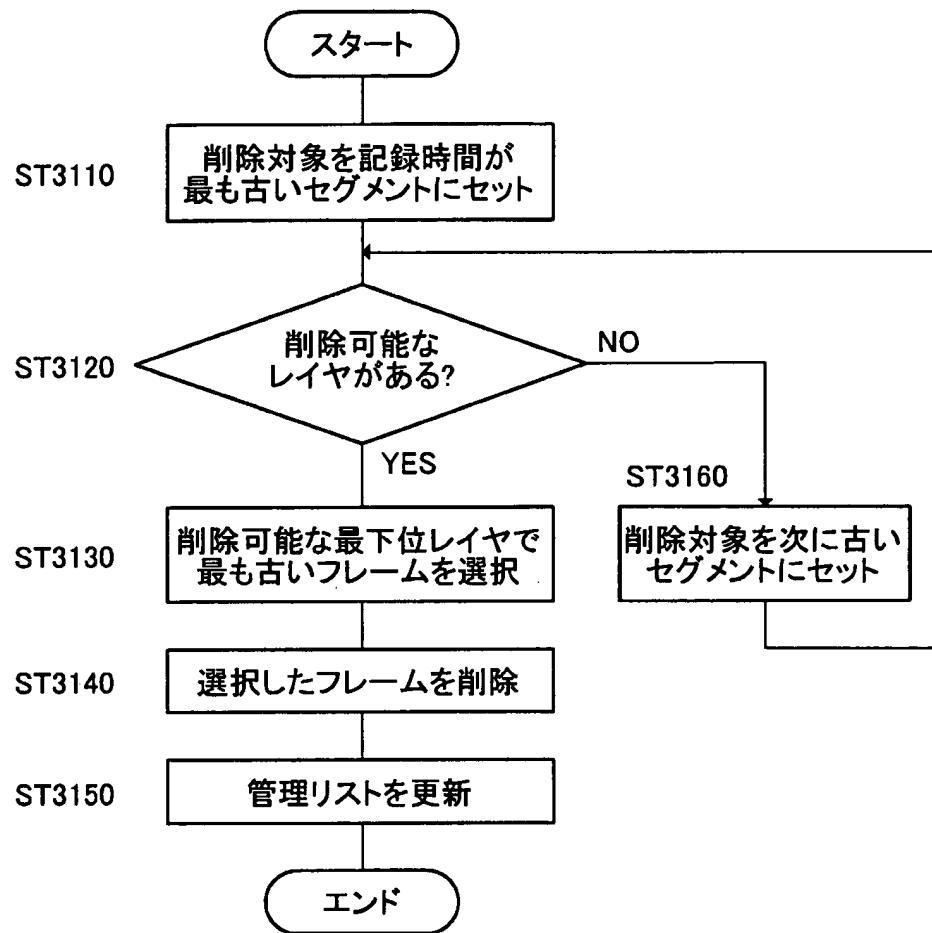 スタート
ST3110
削除対象を記録時間が
最も古いセグメントにセット
ST3120
削除可能な
レイヤがある?
NO
YES
ST3160
削除対象を次に古い
セグメントにセット
ST3130
削除可能な最下位レイヤで
最も古いフレームを選択
ST3140
選択したフレームを削除
ST3150
管理リストを更新
エンド